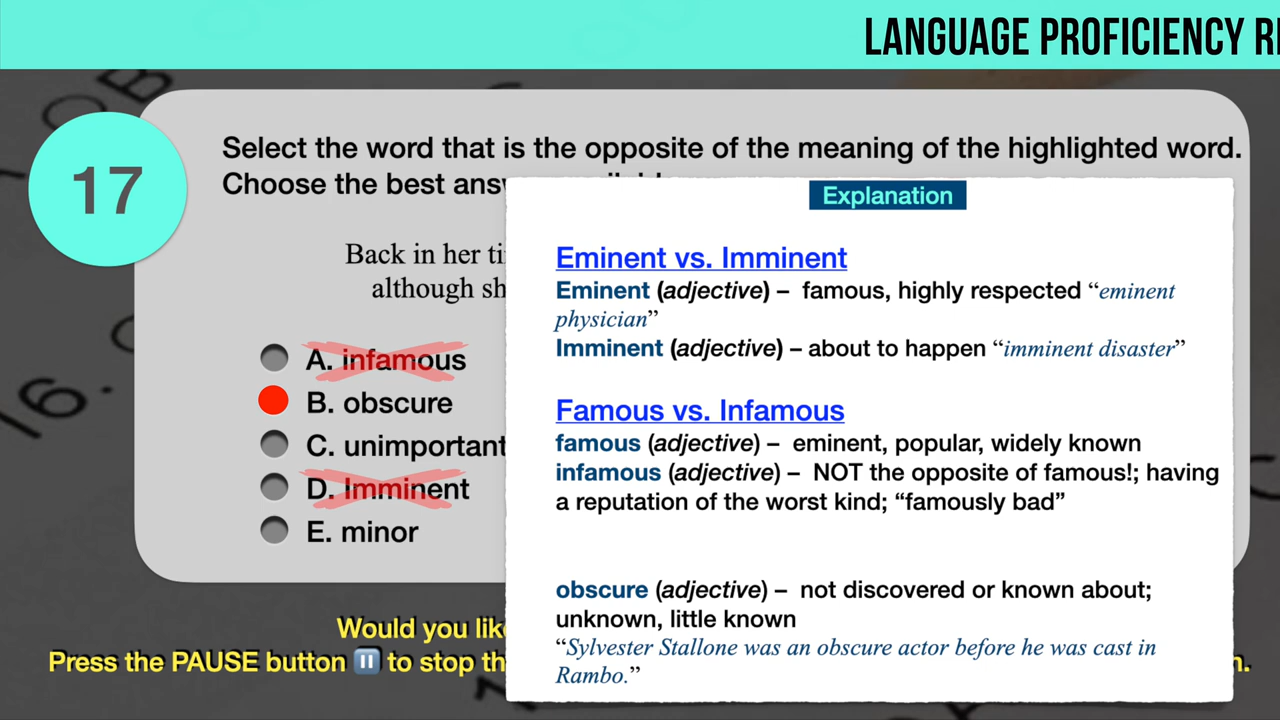 LANGUAGE PROFICIENCY
17
Select the word that is the opposite of the meaning of the highlighted word.
Choose the best
Back in her
although
A. infamous
B. obscure
C. unimportant
D. Imminent
E. minor
Explanation
Eminent vs. Imminent
Eminent (adjective) – famous, highly respected “eminent
physician”
Imminent (adjective) – about to happen “imminent disaster”
Famous vs. Infamous
famous (adjective) – eminent, popular, widely known
infamous (adjective) – NOT the opposite of famous!; having
a reputation of the worst kind; “famously bad”
obscure (adjective) – not discovered or known about;
unknown, little known
“Sylvester Stallone was an obscure actor before he was cast in
Rambo.”
Would you
Press the PAUSE button ⏸ to stop
16.